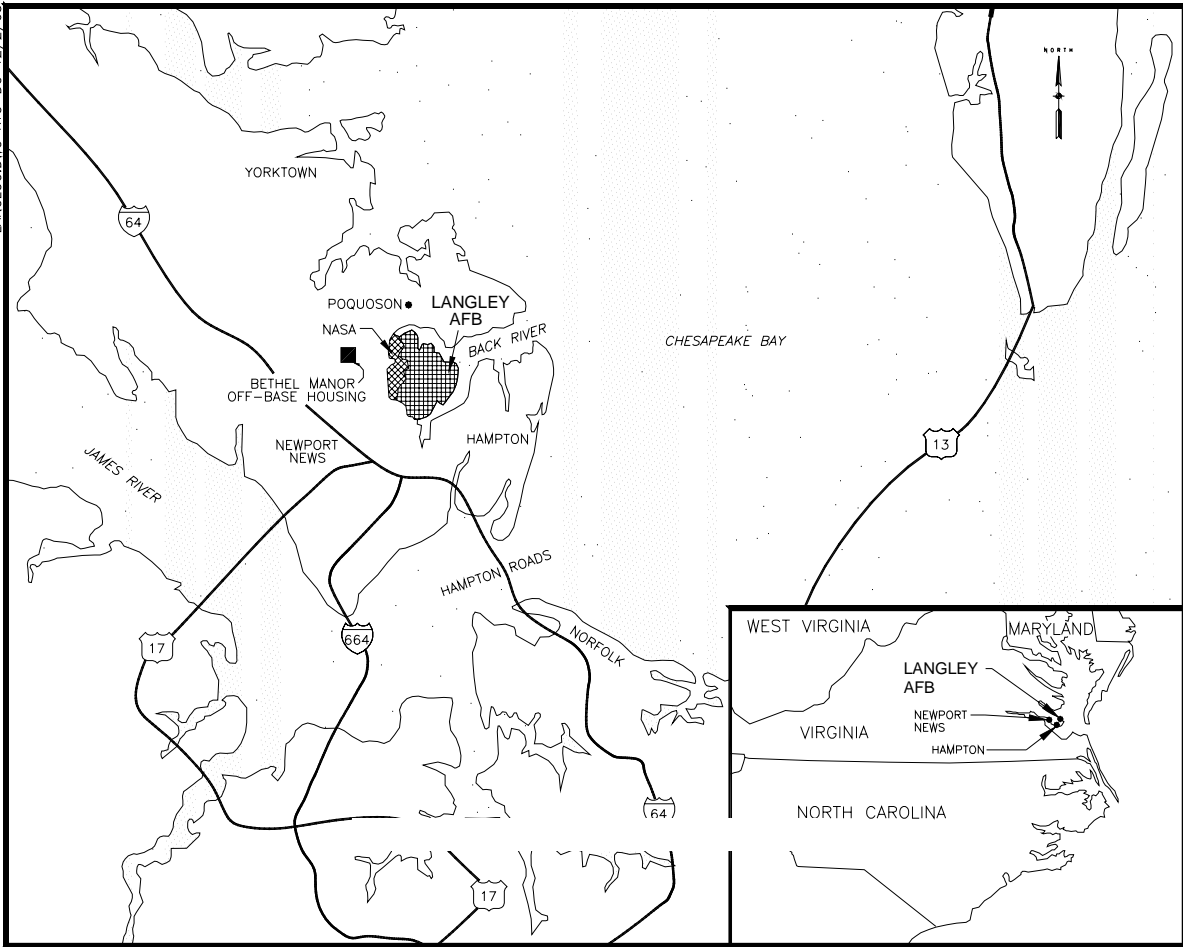 NORTH
YORKTOWN
64
POQUOSON
LANGLEY
AFB
NASA
BACK RIVER
CHESAPEAKE BAY
BETHEL MANOR
OFF-BASE HOUSING
13
HAMPTON
NEWPORT
NEWS
JAMES RIVER
HAMPTON ROADS
17
664
NORFOLK
64
17
WEST VIRGINIA
MARYLAND
LANGLEY
AFB
NEWPORT
NEWS
VIRGINIA
HAMPTON
NORTH CAROLINA